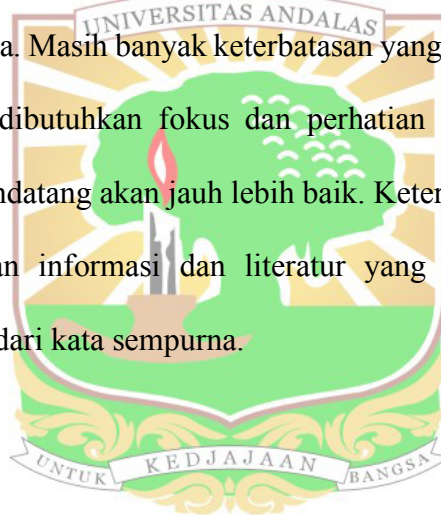 UNIVERSITAS ANDALAS
a. Masih banyak keterbatasan yang
dibutuhkan fokus dan perhatian
ndatang akan jauh lebih baik. Keter
n informasi dan literatur yang
dari kata sempurna.
UNTUK KEDJAJAAN BANGSA